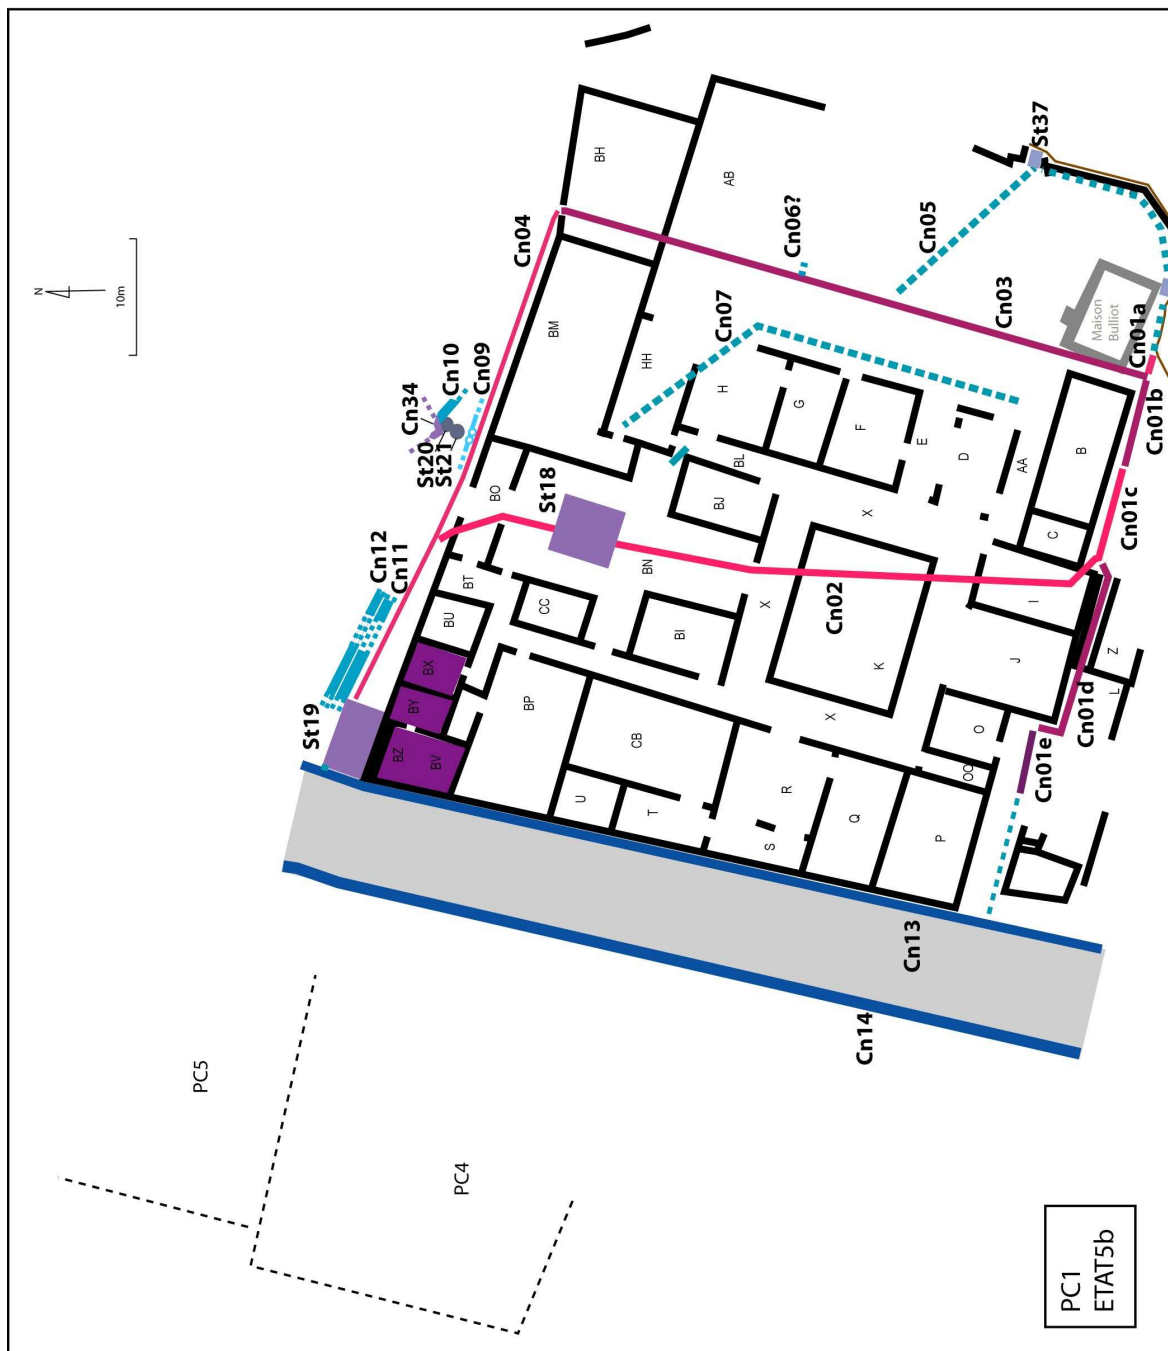 N
10m
BH
AB
Cn04
BM
HH
Cn07
Cn06?
Cn05
St37
Cn03
Maison
Bulliot
Cn01a
Cn01b
Cn01c
Cn01d
Cn01e
Cn34
St20
St21
Cn10
Cn09
Cn12
Cn11
St19
St18
BO
BT
BU
BX
BY
BZ
BV
CC
BN
BI
BJ
BL
H
G
F
E
D
AA
B
C
X
X
X
Cn02
K
I
J
Z
L
O
OO
BP
CB
U
T
R
S
Q
P
Cn13
Cn14
PC5
PC4
PC1
ETAT5b